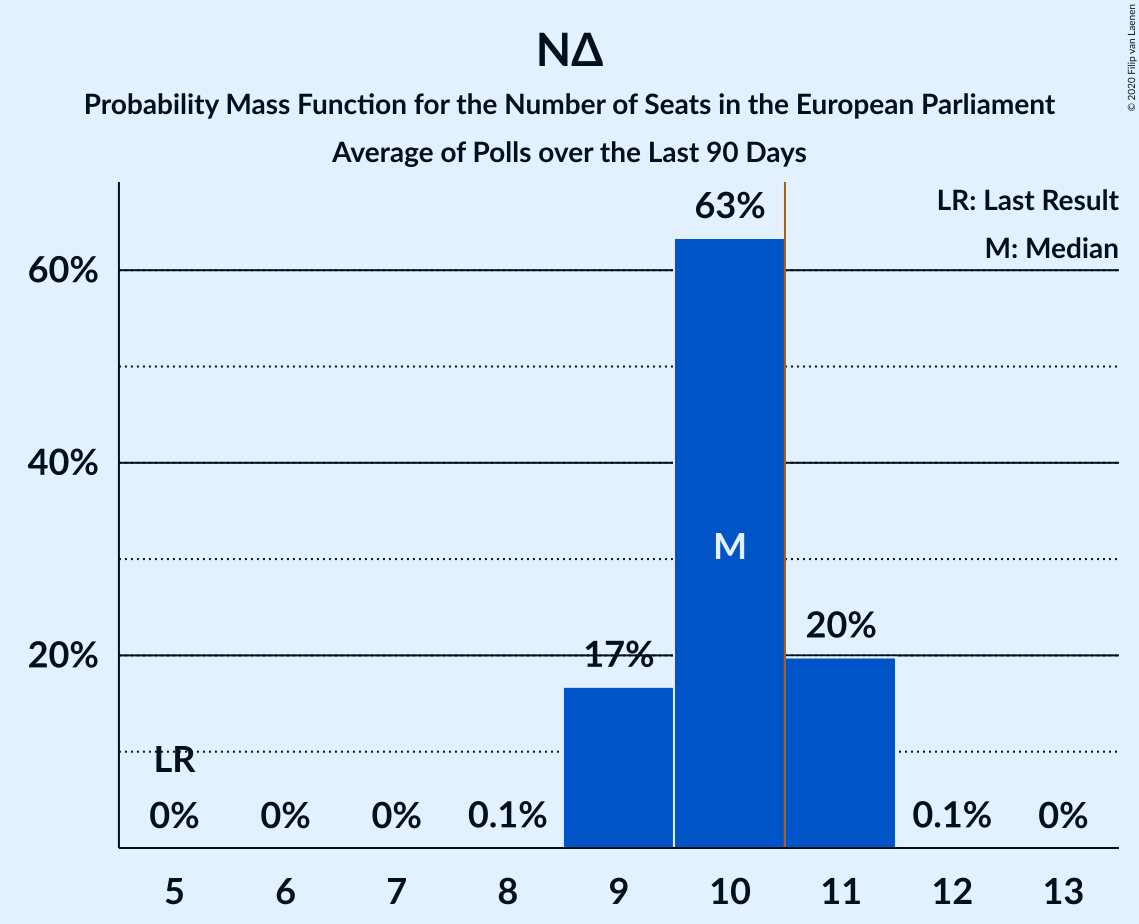 ΝΔ
Probability Mass Function for the Number of Seats in the European Parliament
Average of Polls over the Last 90 Days
© 2020 Filip van Laenen
LR: Last Result
M: Median
63%
60%
40%
M
20%
20%
17%
LR
0%
0%
0%
0.1%
0.1%
0%
5 6 7 8 9 10 11 12 13